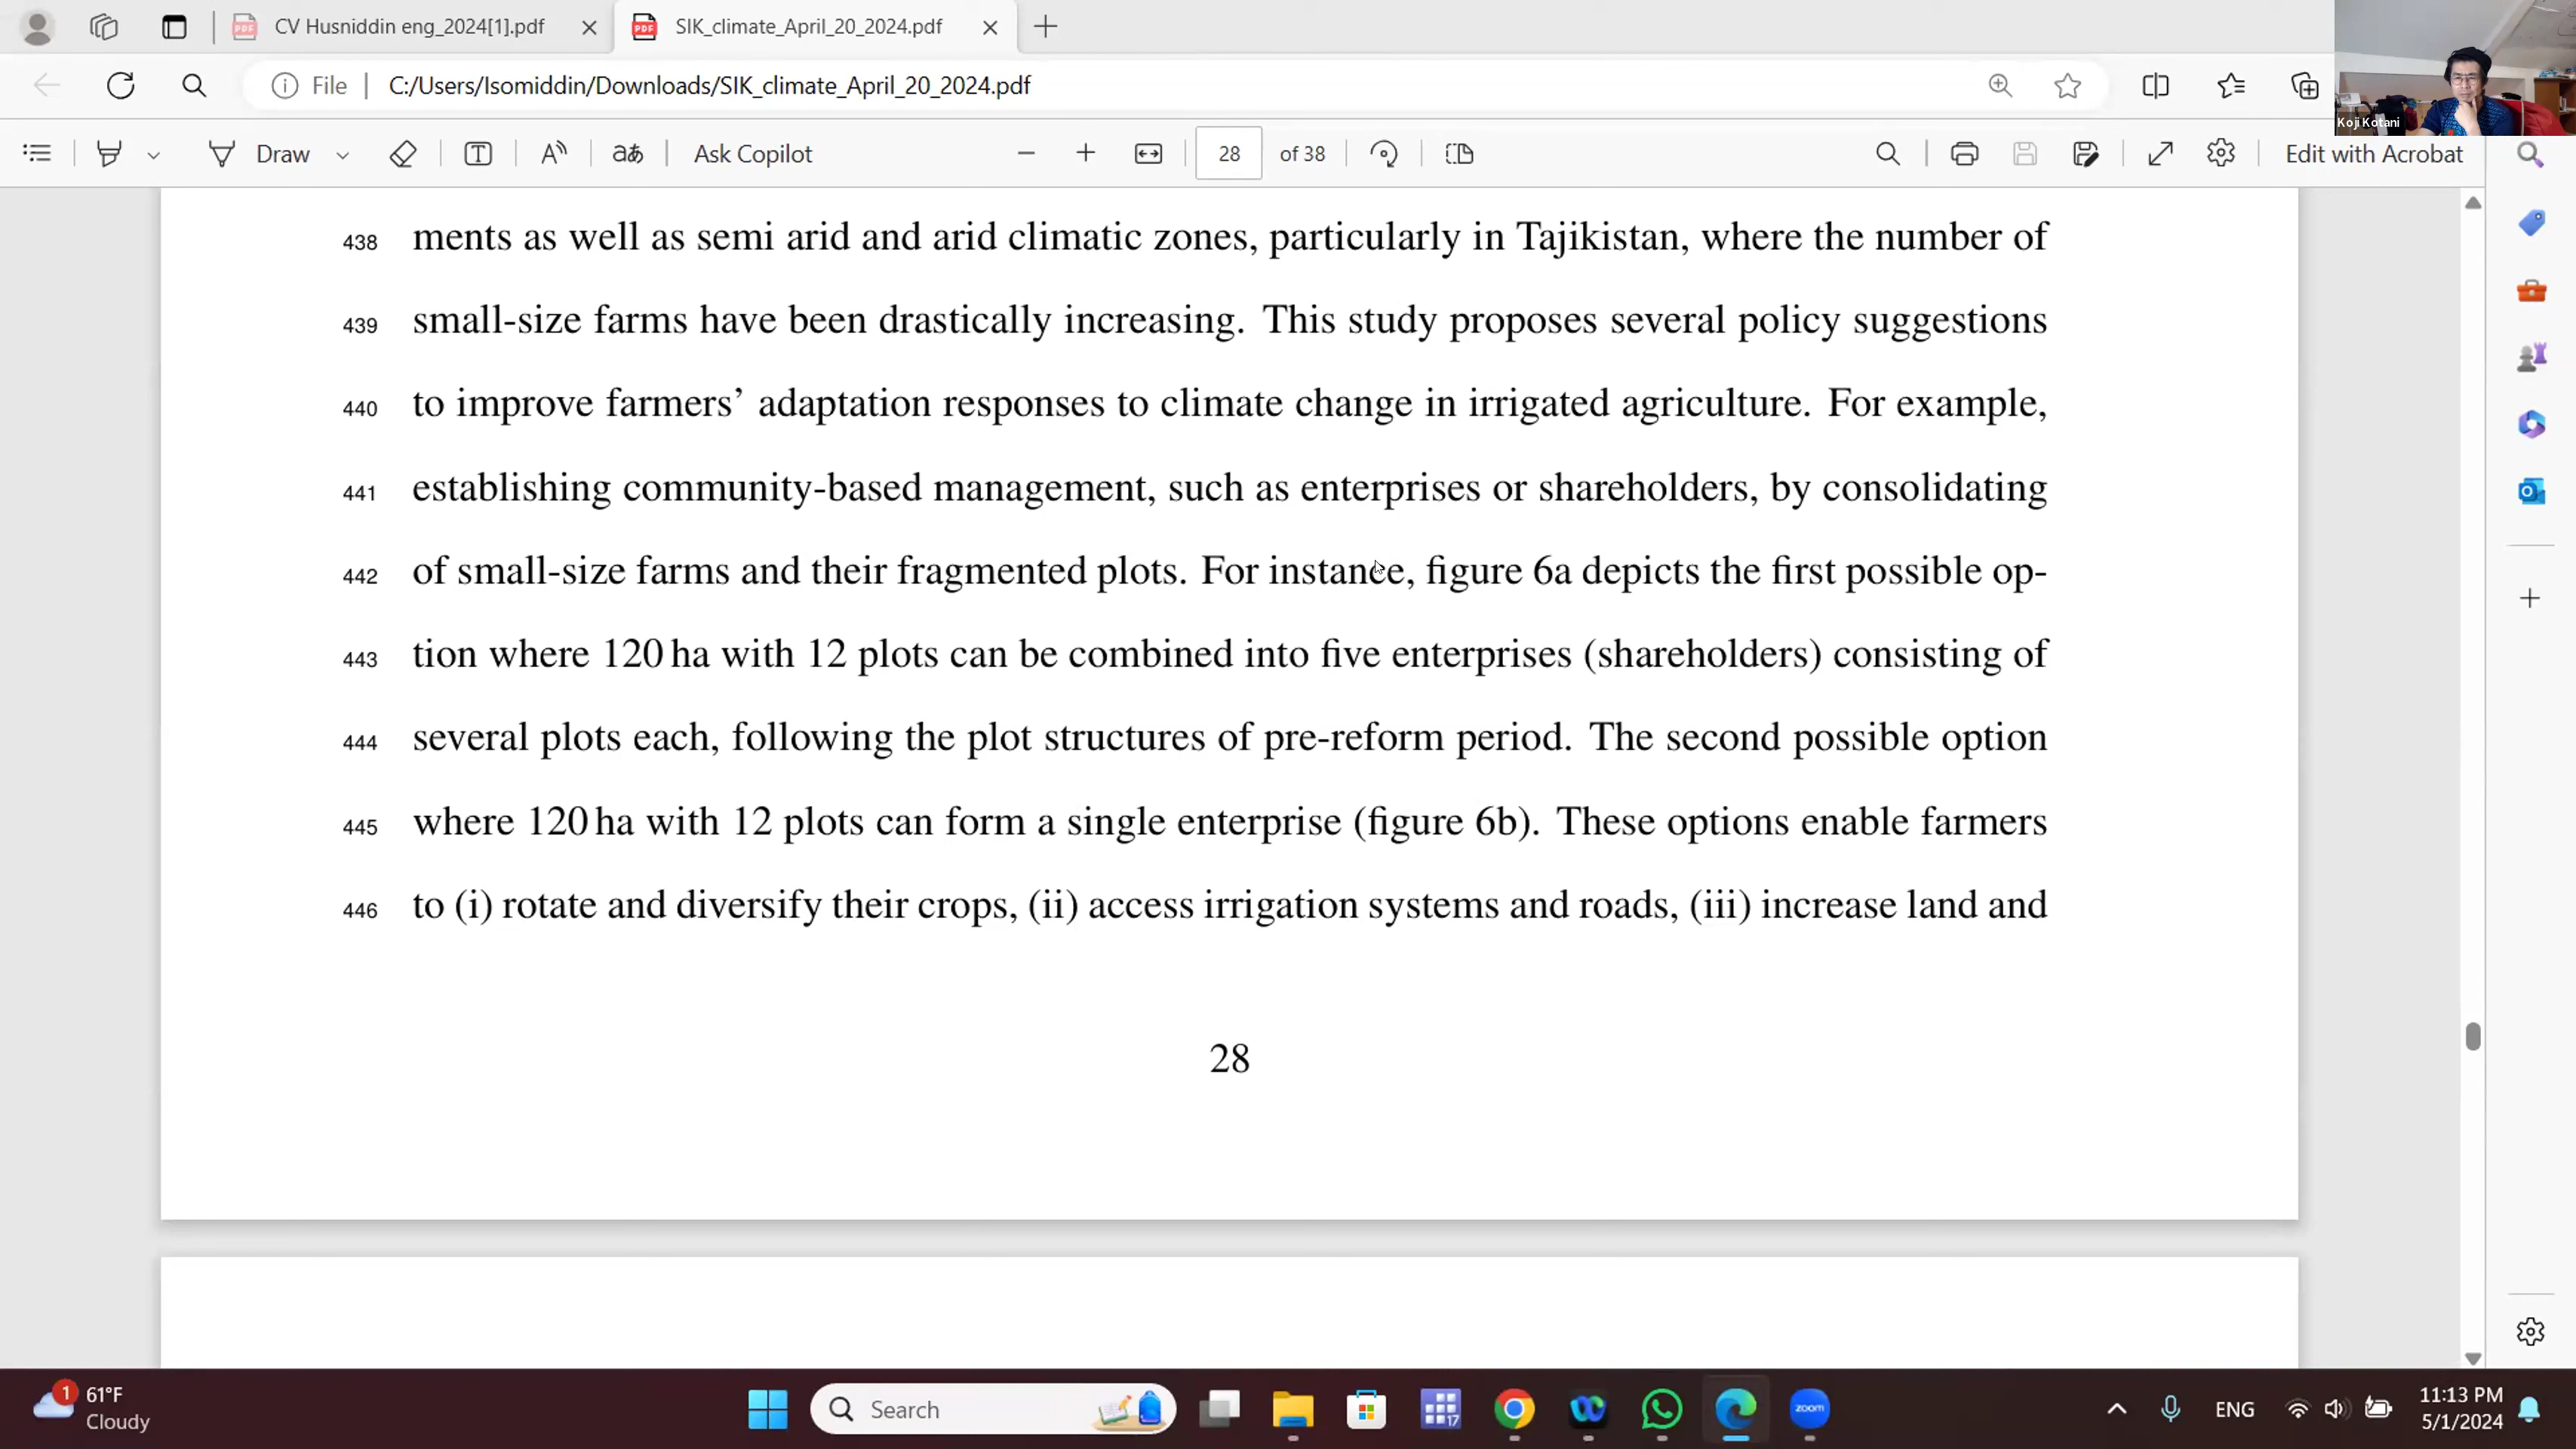 CV Husniddin eng_2024[1].pdf
SIK_climate_April_20_2024.pdf
File
C:/Users/Isomiddin/Downloads/SIK_climate_April_20_2024.pdf
Koji Kotani
Draw
aあ
Ask Copilot
28
of 38
Edit with Acrobat
438 ments as well as semi arid and arid climatic zones, particularly in Tajikistan, where the number of
439 small-size farms have been drastically increasing. This study proposes several policy suggestions
440 to improve farmers’ adaptation responses to climate change in irrigated agriculture. For example,
441 establishing community-based management, such as enterprises or shareholders, by consolidating
442 of small-size farms and their fragmented plots. For instance, figure 6a depicts the first possible op-
443 tion where 120 ha with 12 plots can be combined into five enterprises (shareholders) consisting of
444 several plots each, following the plot structures of pre-reform period. The second possible option
445 where 120 ha with 12 plots can form a single enterprise (figure 6b). These options enable farmers
446 to (i) rotate and diversify their crops, (ii) access irrigation systems and roads, (iii) increase land and
28
1
61°F
Cloudy
Search
17
zoom
ENG
11:13 PM
5/1/2024